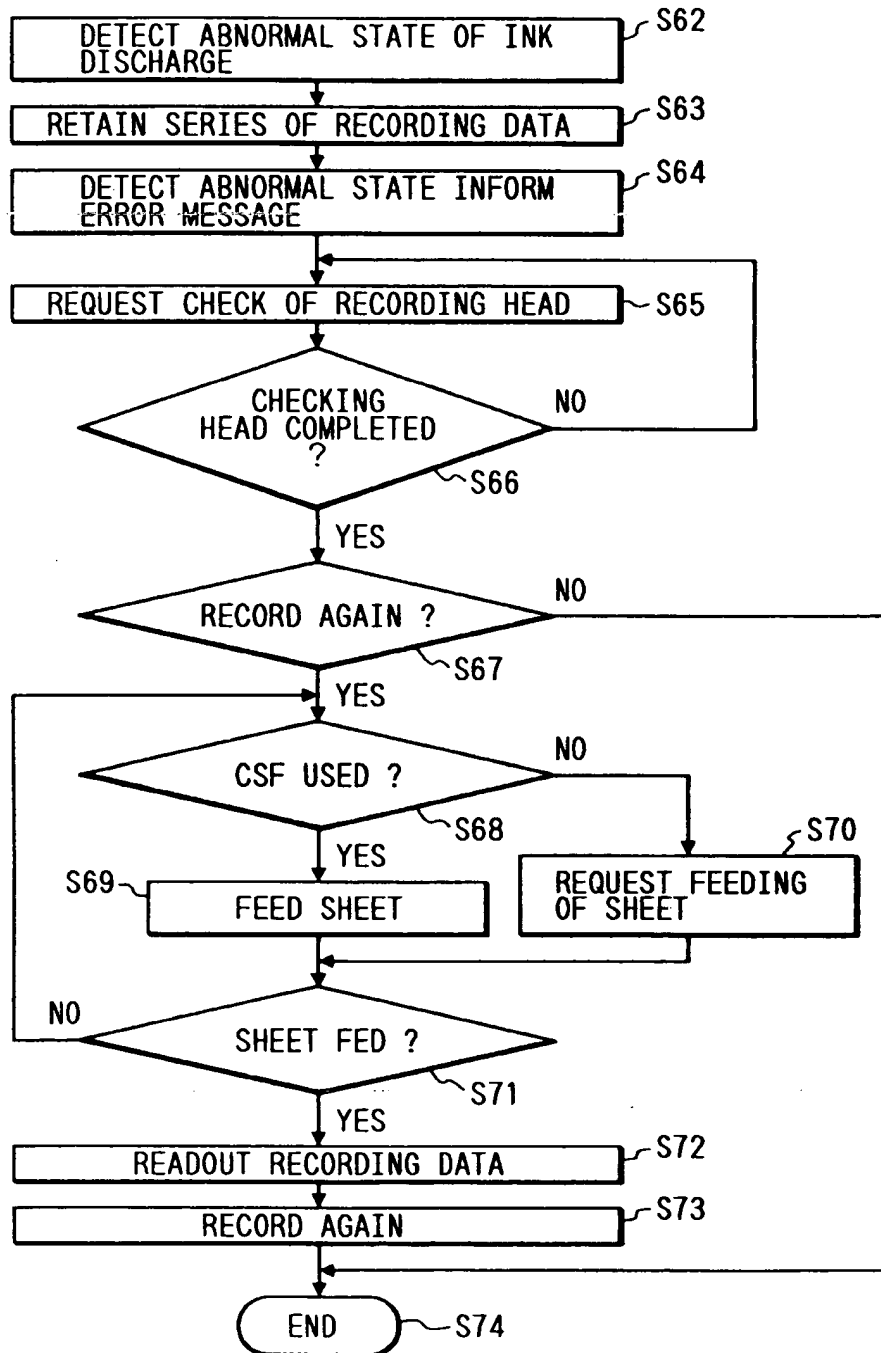 DETECT ABNORMAL STATE OF INK
DISCHARGE
S62
RETAIN SERIES OF RECORDING DATA
S63
DETECT ABNORMAL STATE INFORM
ERROR MESSAGE
S64
REQUEST CHECK OF RECORDING HEAD
S65
CHECKING
HEAD COMPLETED
?
NO
S66
YES
RECORD AGAIN ?
NO
S67
YES
CSF USED ?
NO
S68
YES
S69
FEED SHEET
S70
REQUEST FEEDING
OF SHEET
NO
SHEET FED ?
S71
YES
READOUT RECORDING DATA
S72
RECORD AGAIN
S73
END
S74